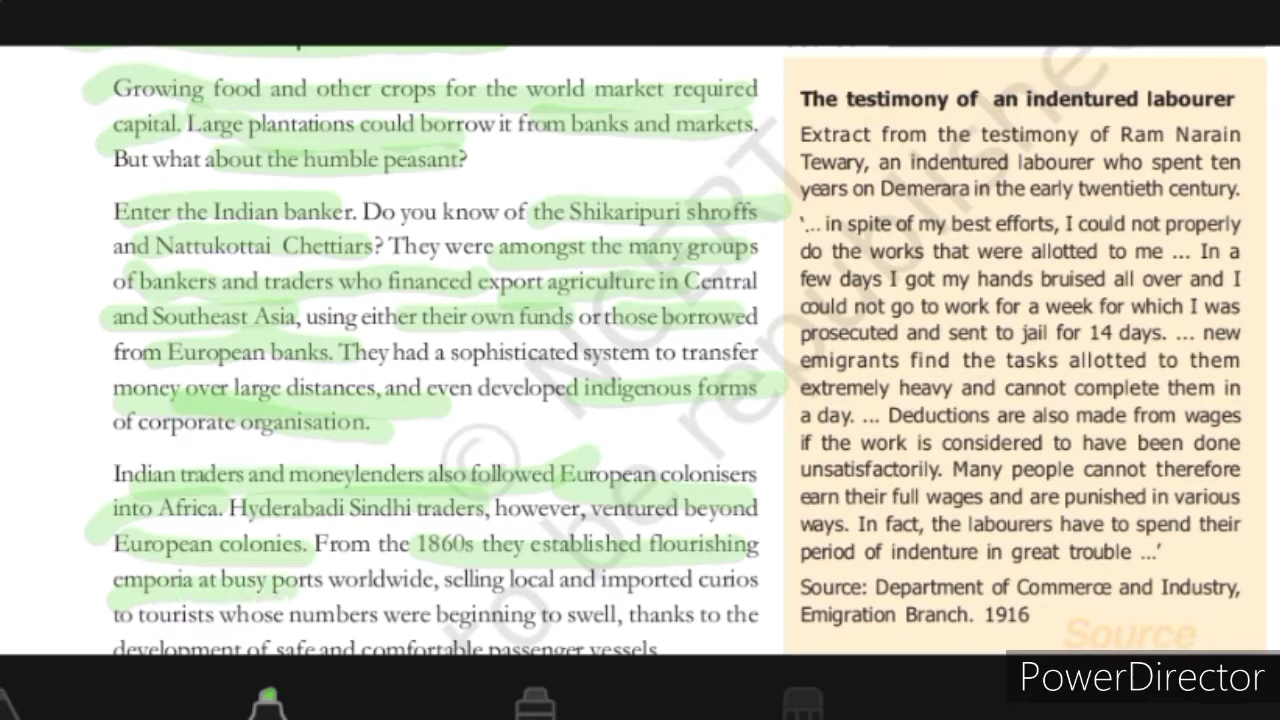 Growing food and other crops for the world market required
capital. Large plantations could borrow it from banks and markets.
But what about the humble peasant?
Enter the Indian banker. Do you know of the Shikaripuri shroffs
and Nattukottai Chettiars? They were amongst the many groups
of bankers and traders who financed export agriculture in Central
and Southeast Asia, using either their own funds or those borrowed
from European banks. They had a sophisticated system to transfer
money over large distances, and even developed indigenous forms
of corporate organisation.
Indian traders and moneylenders also followed European colonisers
into Africa. Hyderabadi Sindhi traders, however, ventured beyond
European colonies. From the 1860s they established flourishing
emporia at busy ports worldwide, selling local and imported curios
to tourists whose numbers were beginning to swell, thanks to the
development of safe and comfortable passenger vessels.
The testimony of an indentured labourer
Extract from the testimony of Ram Narain
Tewary, an indentured labourer who spent ten
years on Demerara in the early twentieth century.
‘... in spite of my best efforts, I could not properly
do the works that were allotted to me ... In a
few days I got my hands bruised all over and I
could not go to work for a week for which I was
prosecuted and sent to jail for 14 days. ... new
emigrants find the tasks allotted to them
extremely heavy and cannot complete them in
a day. ... Deductions are also made from wages
if the work is considered to have been done
unsatisfactorily. Many people cannot therefore
earn their full wages and are punished in various
ways. In fact, the labourers have to spend their
period of indenture in great trouble ...’
Source: Department of Commerce and Industry,
Emigration Branch. 1916
Source
© NCERT
to be republished
PowerDirector